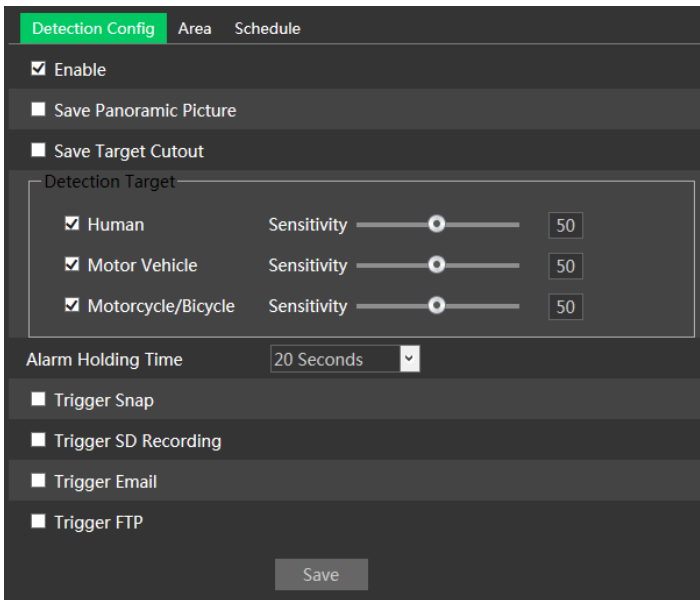 Detection Config Area Schedule
Enable
Save Panoramic Picture
Save Target Cutout
Detection Target
Human Sensitivity 50
Motor Vehicle Sensitivity 50
Motorcycle/Bicycle Sensitivity 50
Alarm Holding Time 20 Seconds
Trigger Snap
Trigger SD Recording
Trigger Email
Trigger FTP
Save